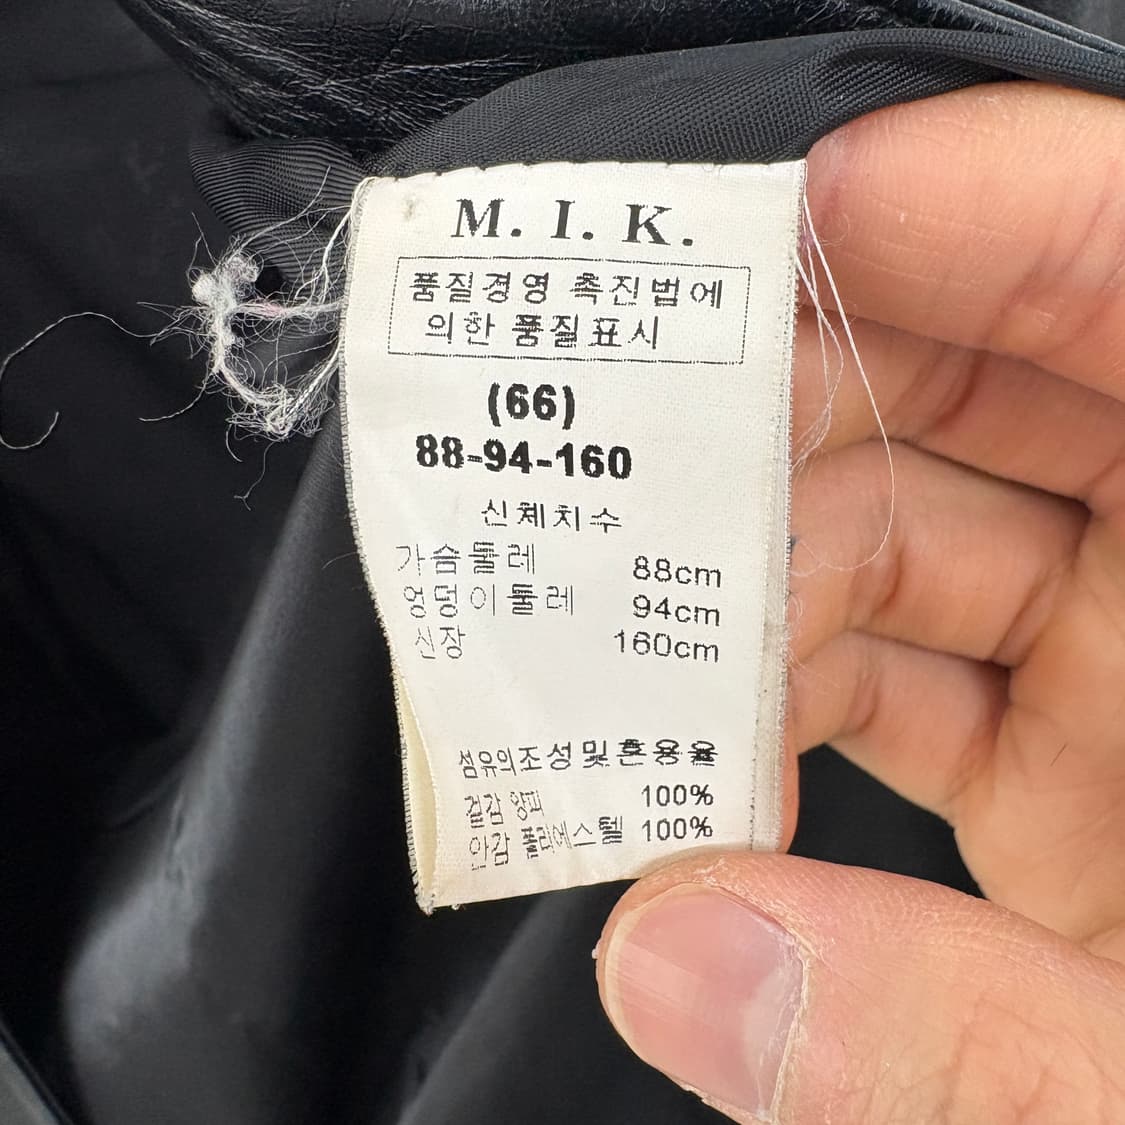 M. I. K.
품질경영 촉진법에
의한 품질표시
(66)
88-94-160
신체치수
가슴둘레 88cm
엉덩이둘레 94cm
신장 160cm
섬유의조성및혼용율
겉감 양피 100%
안감 폴리에스텔 100%